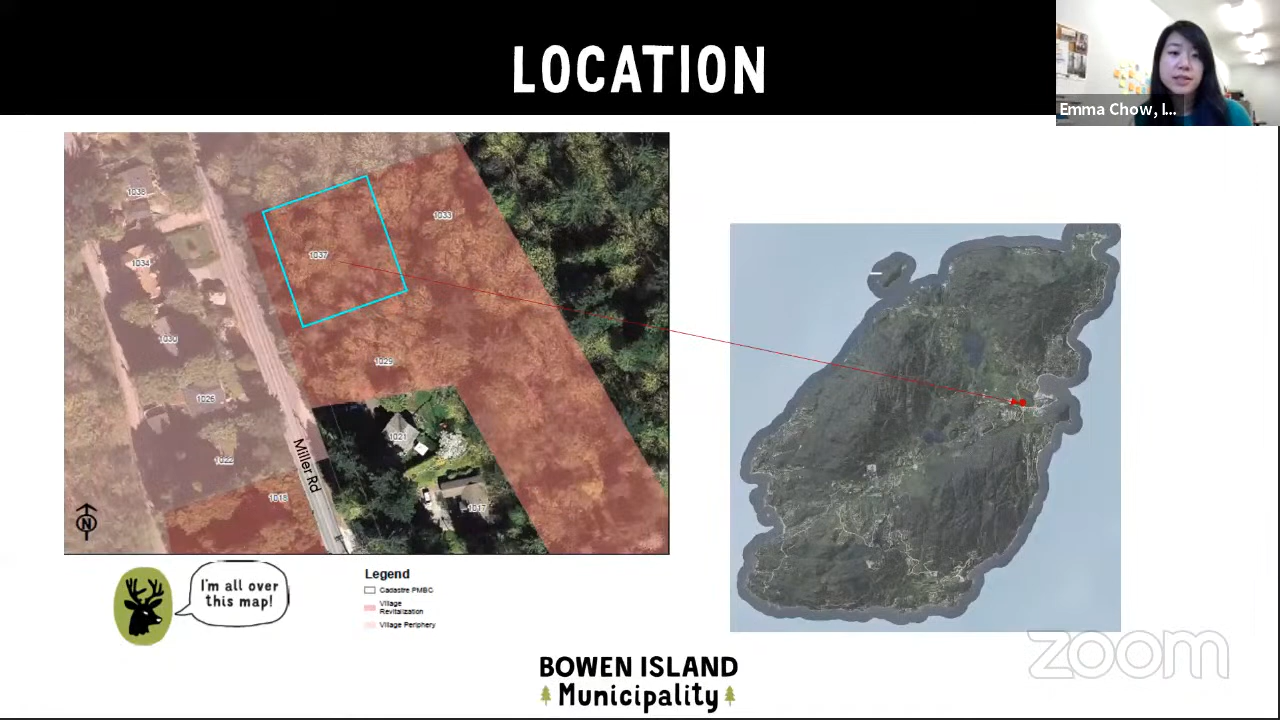 LOCATION
Emma Chow, I...
1038
1033
1037
1034
1030
1029
1026
1021
1022
Miller Rd
1018
1017
N
I'm all over
this map!
Legend
Cadastre PMBC
Village
Revitalization
Village Periphery
BOWEN ISLAND
Municipality
zoom